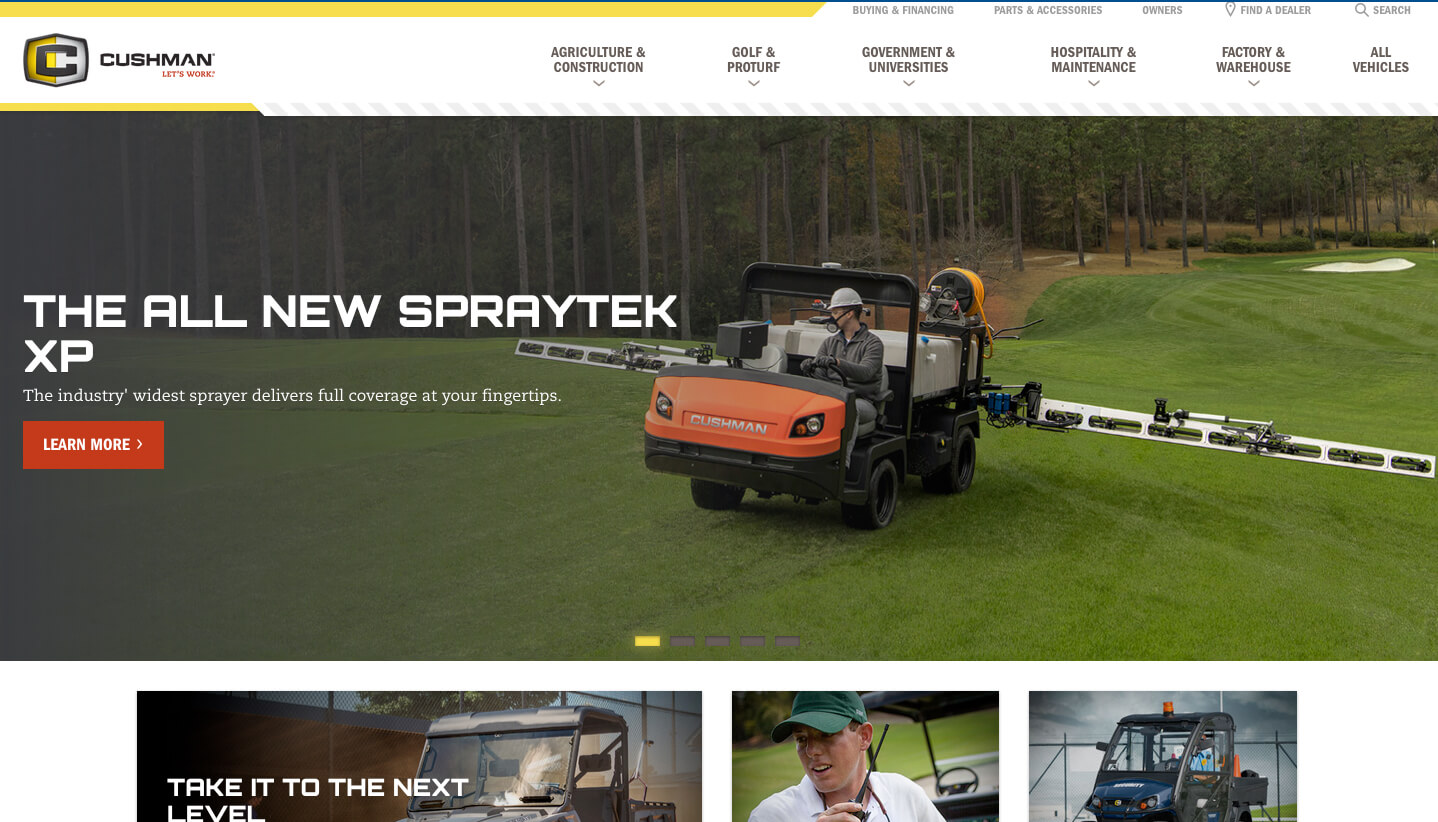 BUYING & FINANCING
PARTS & ACCESSORIES
OWNERS
FIND A DEALER
SEARCH
CUSHMAN®
LET'S WORK.®
AGRICULTURE &
CONSTRUCTION
GOLF &
PROTURF
GOVERNMENT &
UNIVERSITIES
HOSPITALITY &
MAINTENANCE
FACTORY &
WAREHOUSE
ALL
VEHICLES
THE ALL NEW SPRAYTEK
XP
The industry' widest sprayer delivers full coverage at your fingertips.
LEARN MORE
CUSHMAN
TAKE IT TO THE NEXT
LEVEL
SECURITY